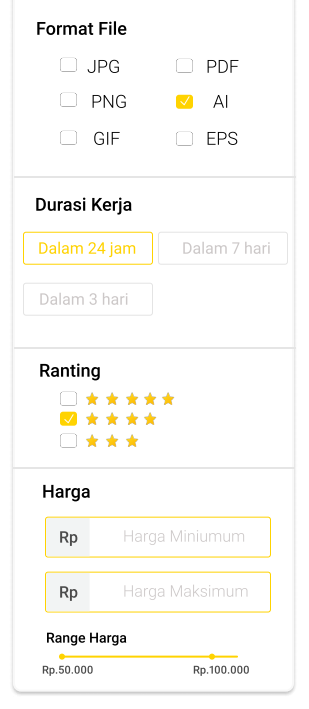 Format File
JPG PDF
PNG AI
GIF EPS
Durasi Kerja
Dalam 24 jam Dalam 7 hari
Dalam 3 hari
Ranting
Harga
Rp Harga Miniumum
Rp Harga Maksimum
Range Harga
Rp.50.000 Rp.100.000